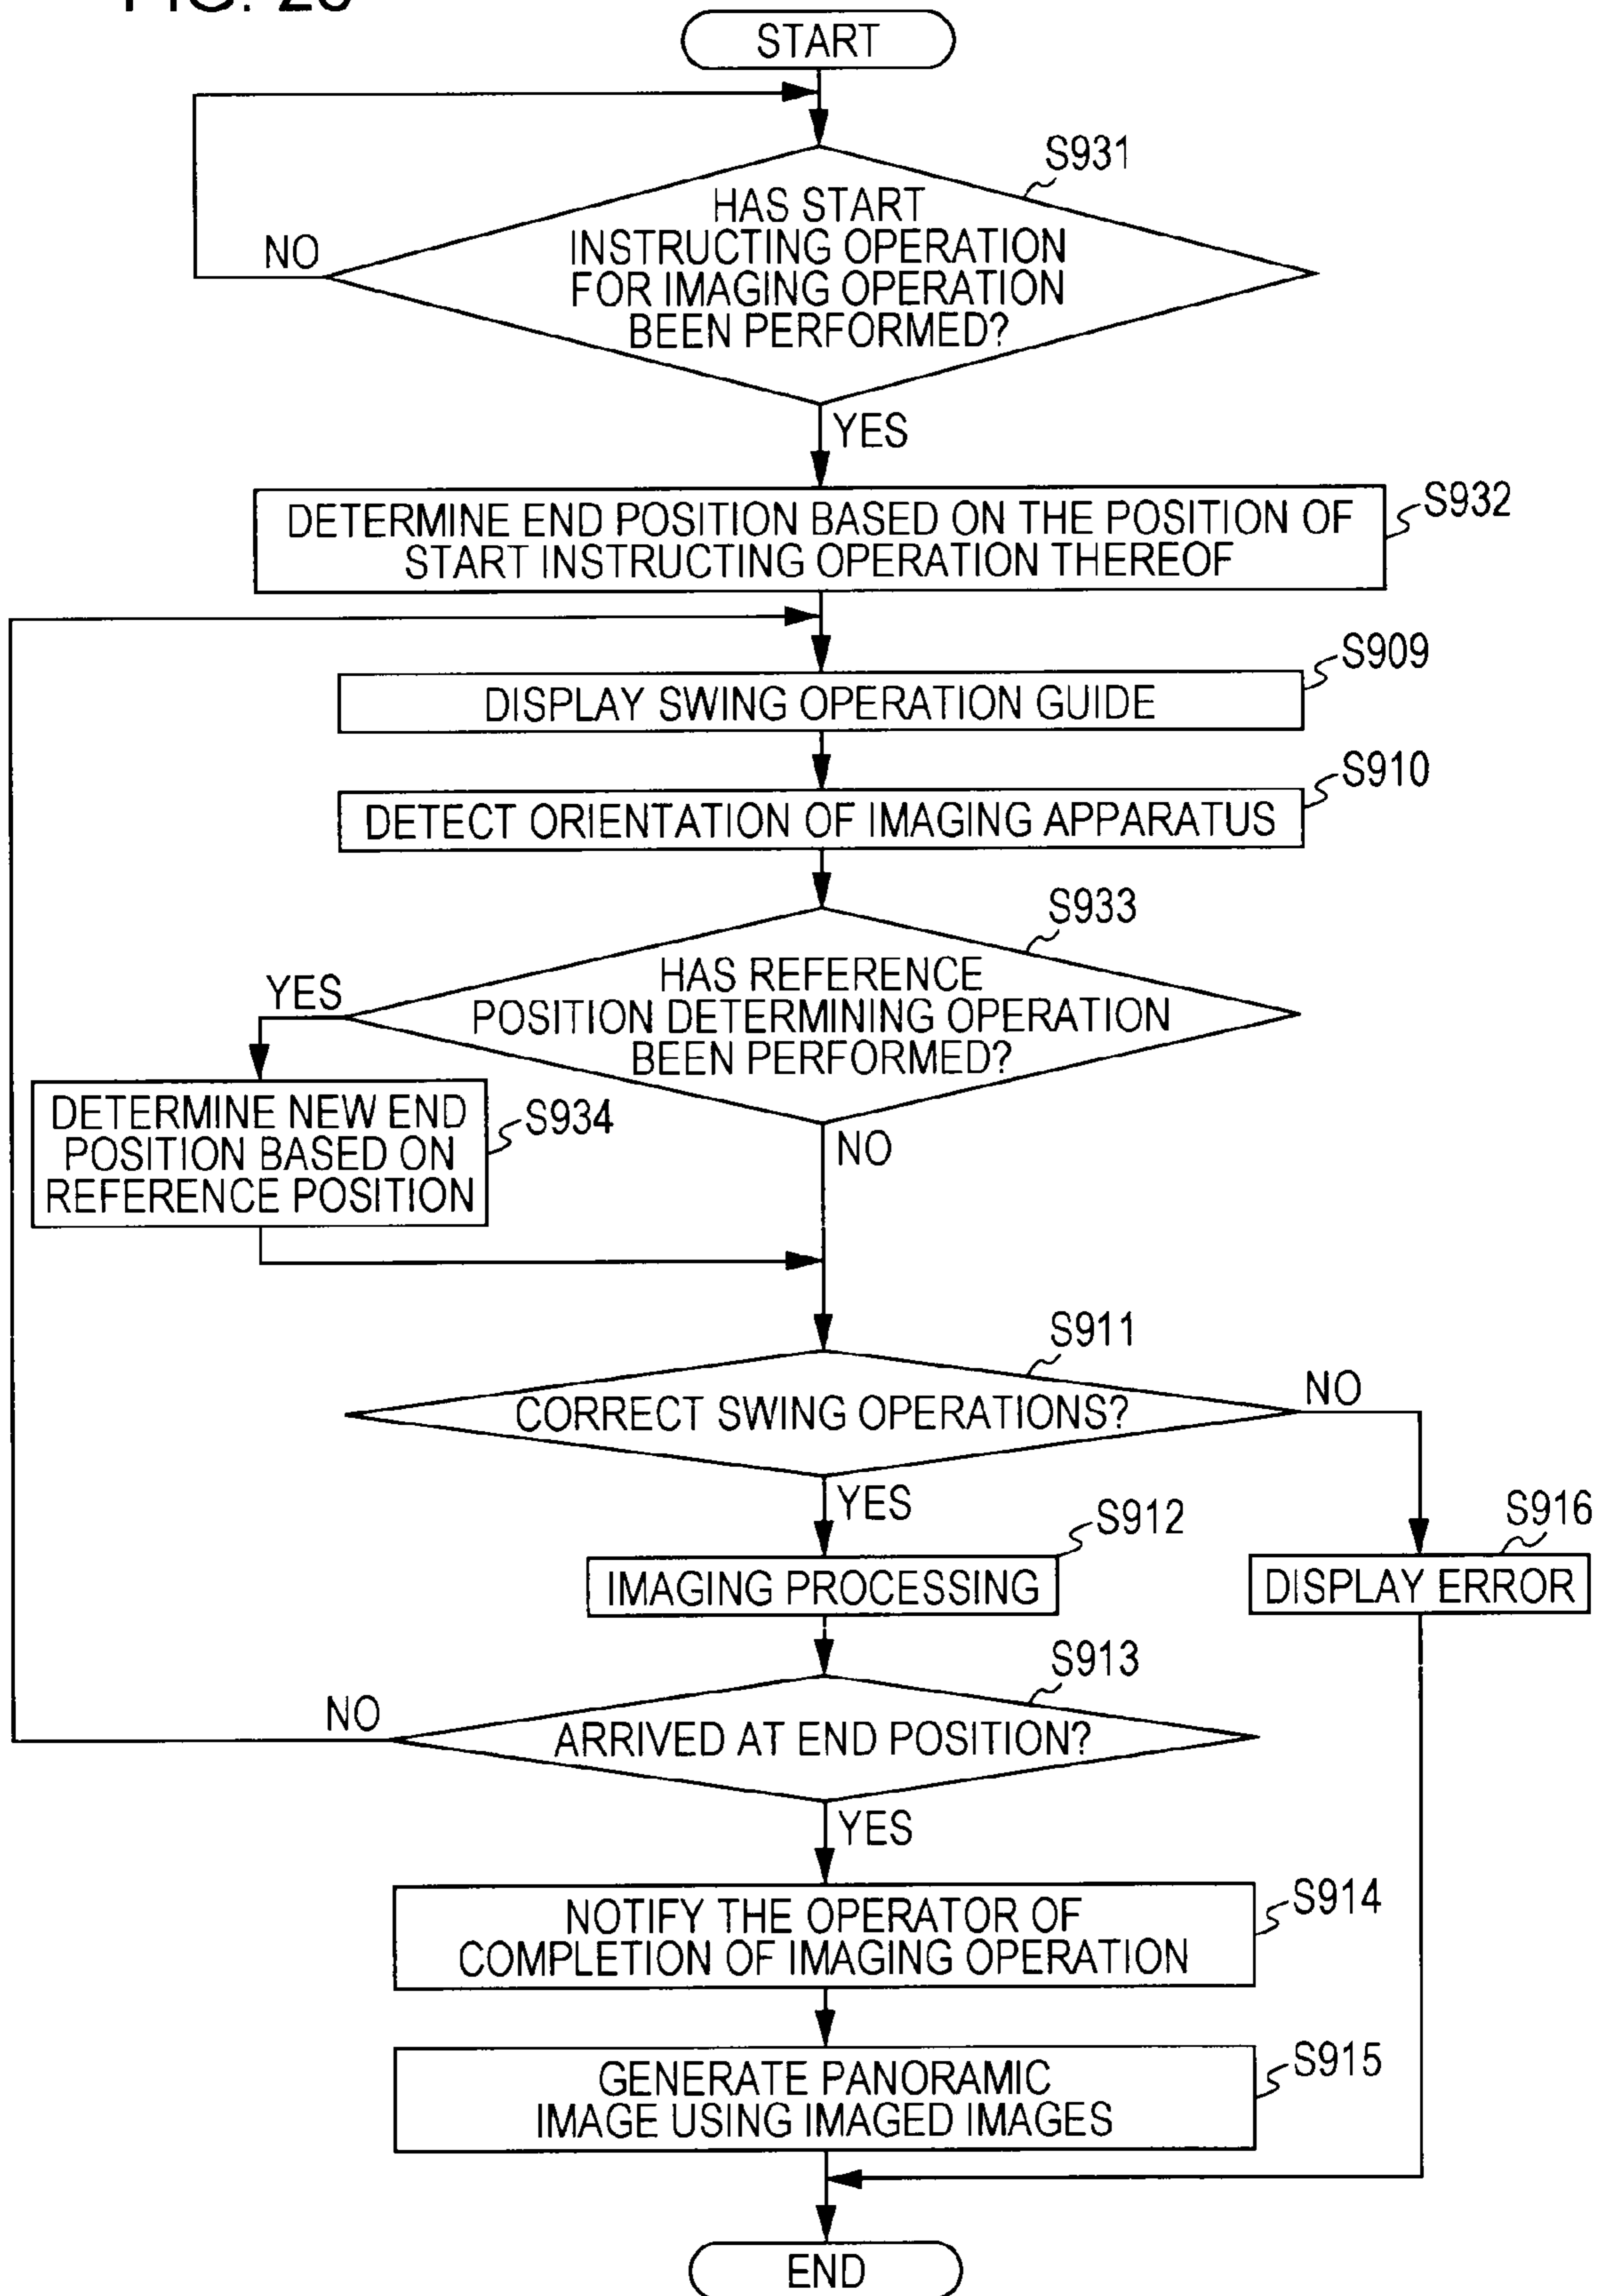 START
S931
HAS START
INSTRUCTING OPERATION
FOR IMAGING OPERATION
BEEN PERFORMED?
NO
YES
S932
DETERMINE END POSITION BASED ON THE POSITION OF
START INSTRUCTING OPERATION THEREOF
S909
DISPLAY SWING OPERATION GUIDE
S910
DETECT ORIENTATION OF IMAGING APPARATUS
S933
HAS REFERENCE
POSITION DETERMINING OPERATION
BEEN PERFORMED?
YES
NO
DETERMINE NEW END
POSITION BASED ON
REFERENCE POSITION
S934
S911
CORRECT SWING OPERATIONS?
NO
YES
S912
IMAGING PROCESSING
S916
DISPLAY ERROR
S913
ARRIVED AT END POSITION?
NO
YES
S914
NOTIFY THE OPERATOR OF
COMPLETION OF IMAGING OPERATION
S915
GENERATE PANORAMIC
IMAGE USING IMAGED IMAGES
END